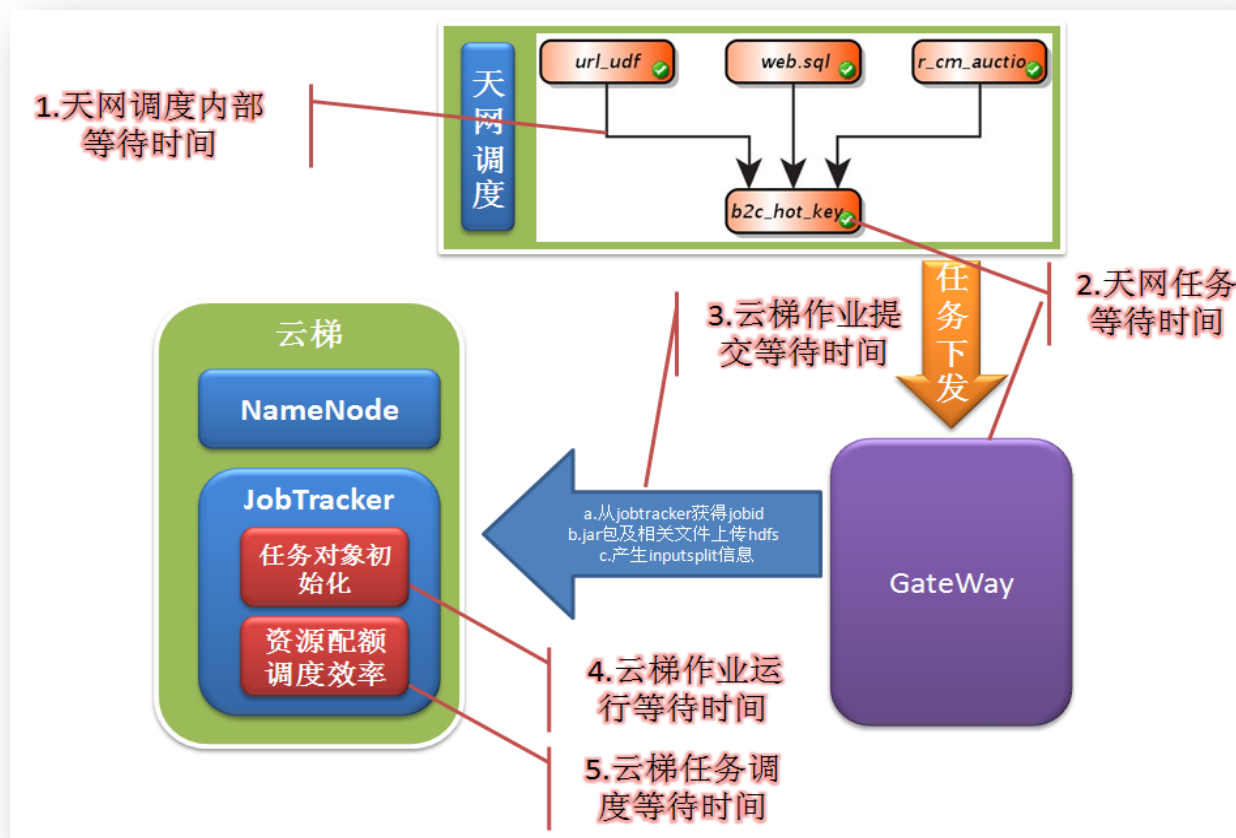 天网调度
url_udf
web.sql
r_cm_auctio
b2c_hot_key
1.天网调度内部
等待时间
任务下发
2.天网任务
等待时间
3.云梯作业提
交等待时间
云梯
NameNode
JobTracker
任务对象初
始化
资源配额
调度效率
a.从jobtracker获得jobid
b.jar包及相关文件上传hdfs
c.产生inputsplit信息
GateWay
4.云梯作业运
行等待时间
5.云梯任务调
度等待时间